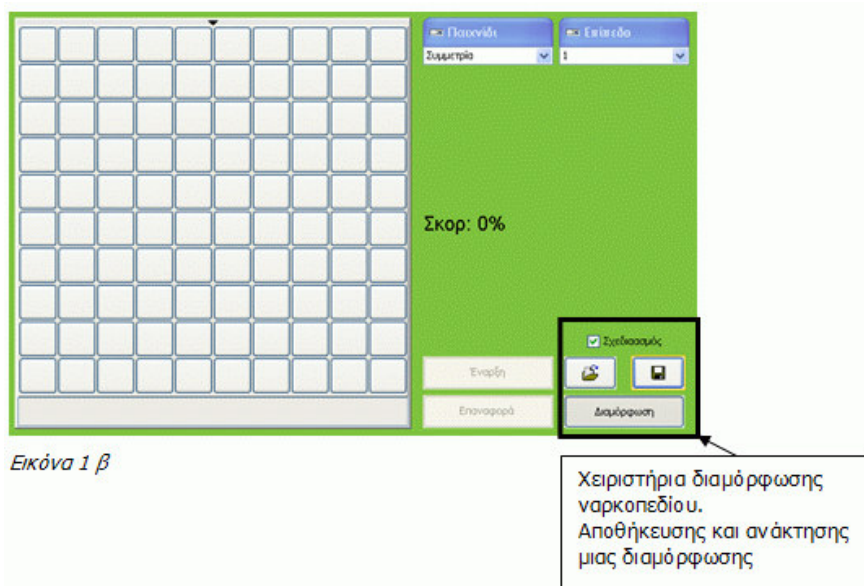 Παιχνίδι
Επίπεδο
Συμμετρία
1
Σκορ: 0%
Σχεδιασμός
Έναρξη
Επαναφορά
Διαμόρφωση
Εικόνα 1 β
Χειριστήρια διαμόρφωσης
ναρκοπεδίου.
Αποθήκευσης και ανάκτησης
μιας διαμόρφωσης